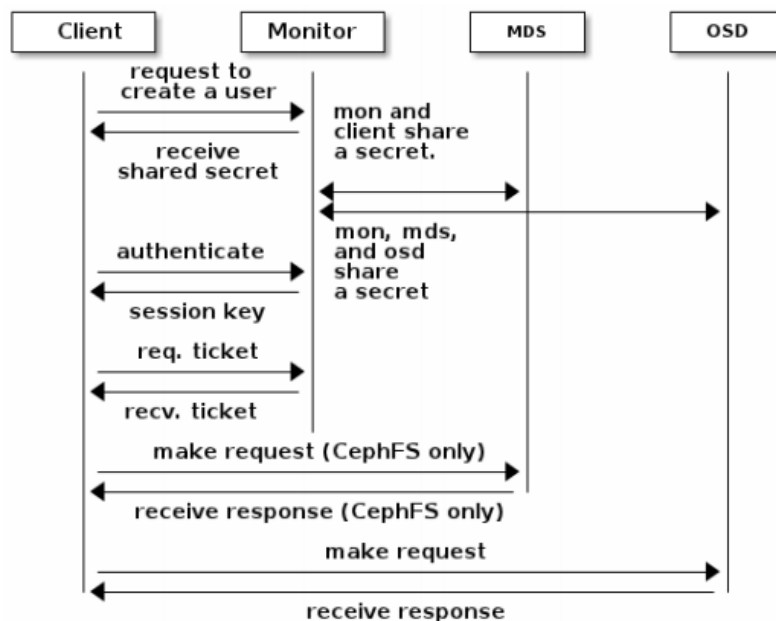 Client
Monitor
MDS
OSD
request to
create a user
mon and
client share
a secret.
receive
shared secret
mon, mds,
and osd
share
a secret
authenticate
session key
req. ticket
recv. ticket
make request (CephFS only)
receive response (CephFS only)
make request
receive response